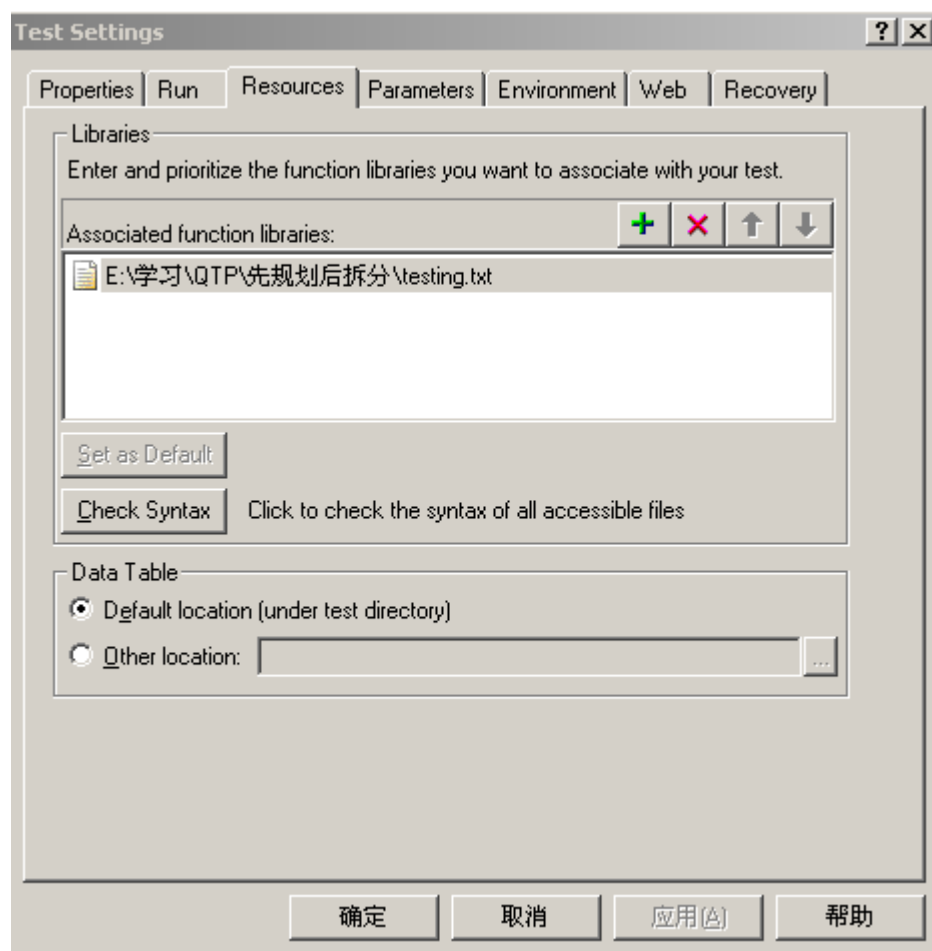 Test Settings
Properties Run Resources Parameters Environment Web Recovery
Libraries
Enter and prioritize the function libraries you want to associate with your test.
Associated function libraries:
E:\学习\QTP\先规划后拆分\testing.txt
Set as Default
Check Syntax Click to check the syntax of all accessible files
Data Table
Default location (under test directory)
Other location: ...
确定 取消 应用(A) 帮助